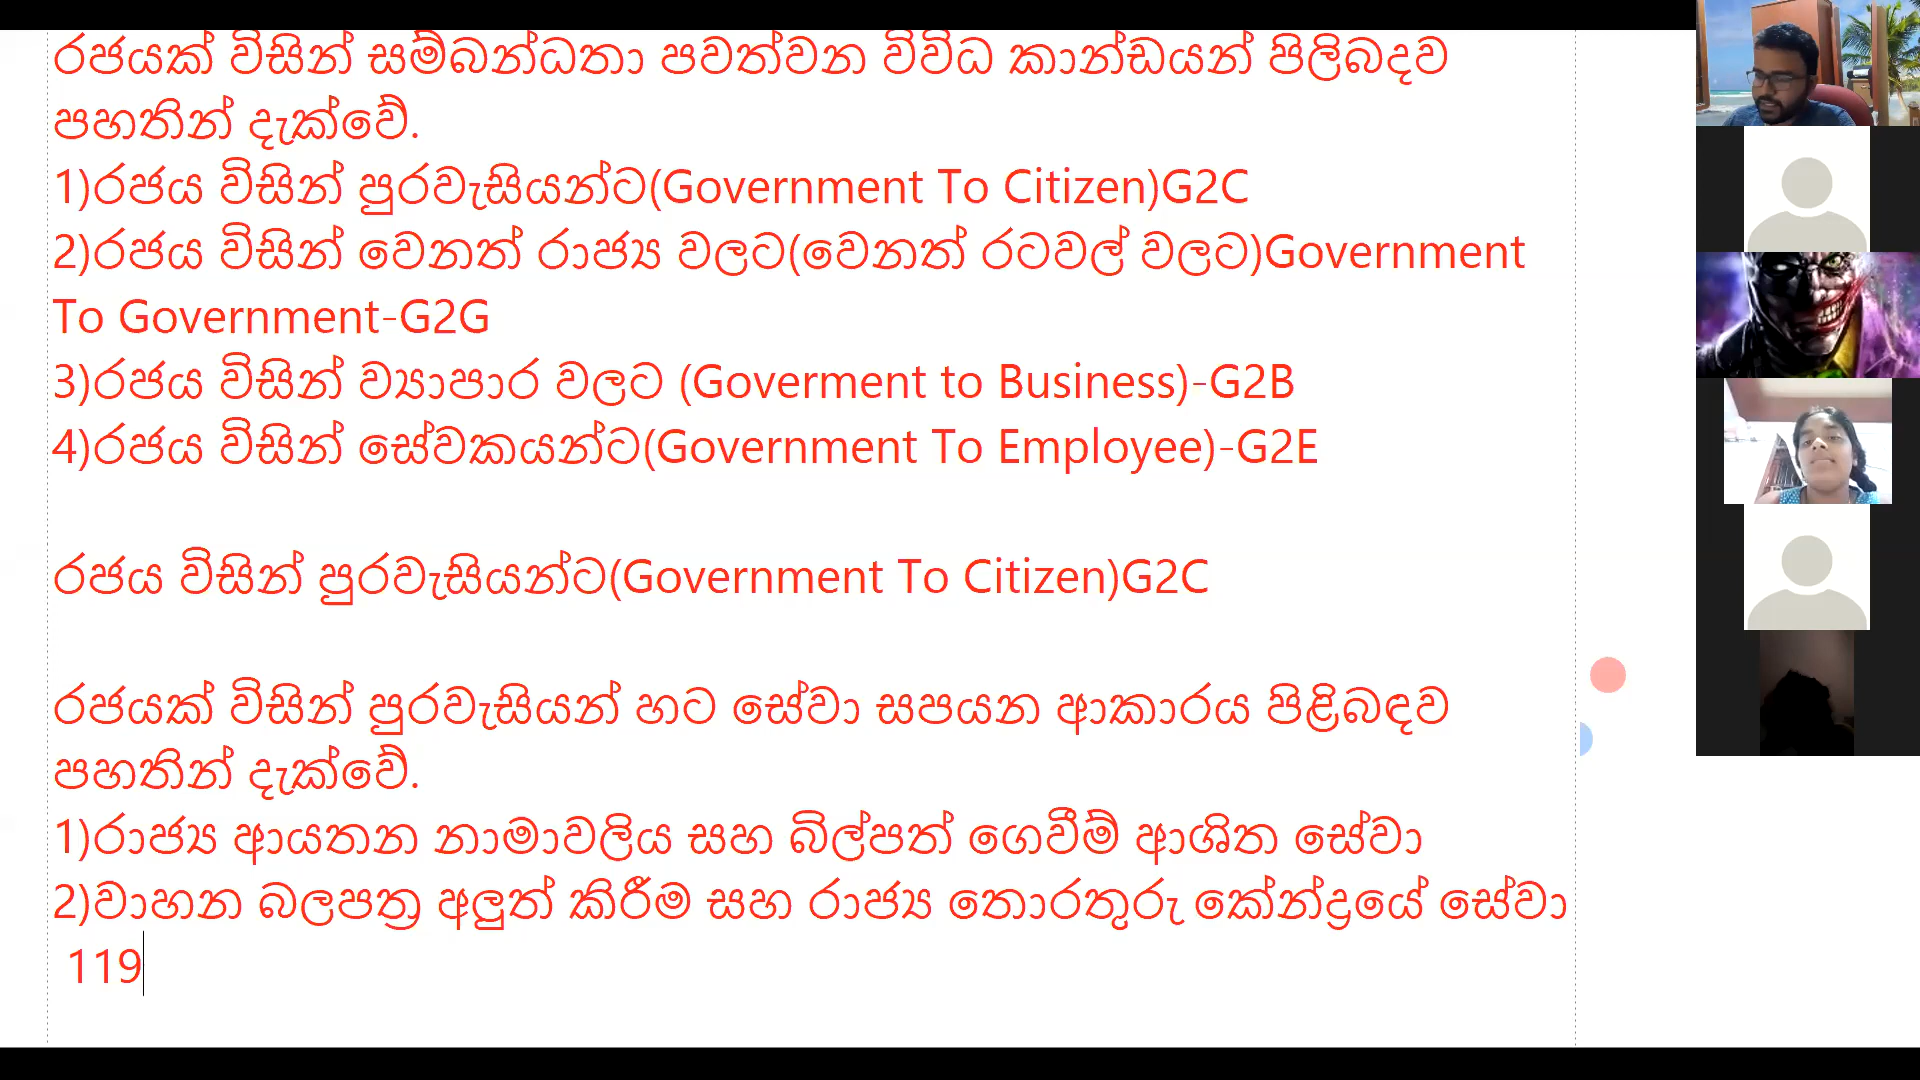 රජයක් විසින් සම්බන්ධතා පවත්වන විවිධ කාන්ඩයන් පිලිබදව
පහතින් දැක්වේ.
1)රජය විසින් පුරවැසියන්ට(Government To Citizen)G2C
2)රජය විසින් වෙනත් රාජ්‍ය වලට(වෙනත් රටවල් වලට)Government
To Government-G2G
3)රජය විසින් ව්‍යාපාර වලට (Goverment to Business)-G2B
4)රජය විසින් සේවකයන්ට(Government To Employee)-G2E
රජය විසින් පුරවැසියන්ට(Government To Citizen)G2C
රජයක් විසින් පුරවැසියන් හට සේවා සපයන ආකාරය පිළිබඳව
පහතින් දැක්වේ.
1)රාජ්‍ය ආයතන නාමාවලිය සහ බිල්පත් ගෙවීම් ආශිත සේවා
2)වාහන බලපත්‍ර අලුත් කිරීම සහ රාජ්‍ය තොරතුරු කේන්ද්‍රයේ සේවා
119